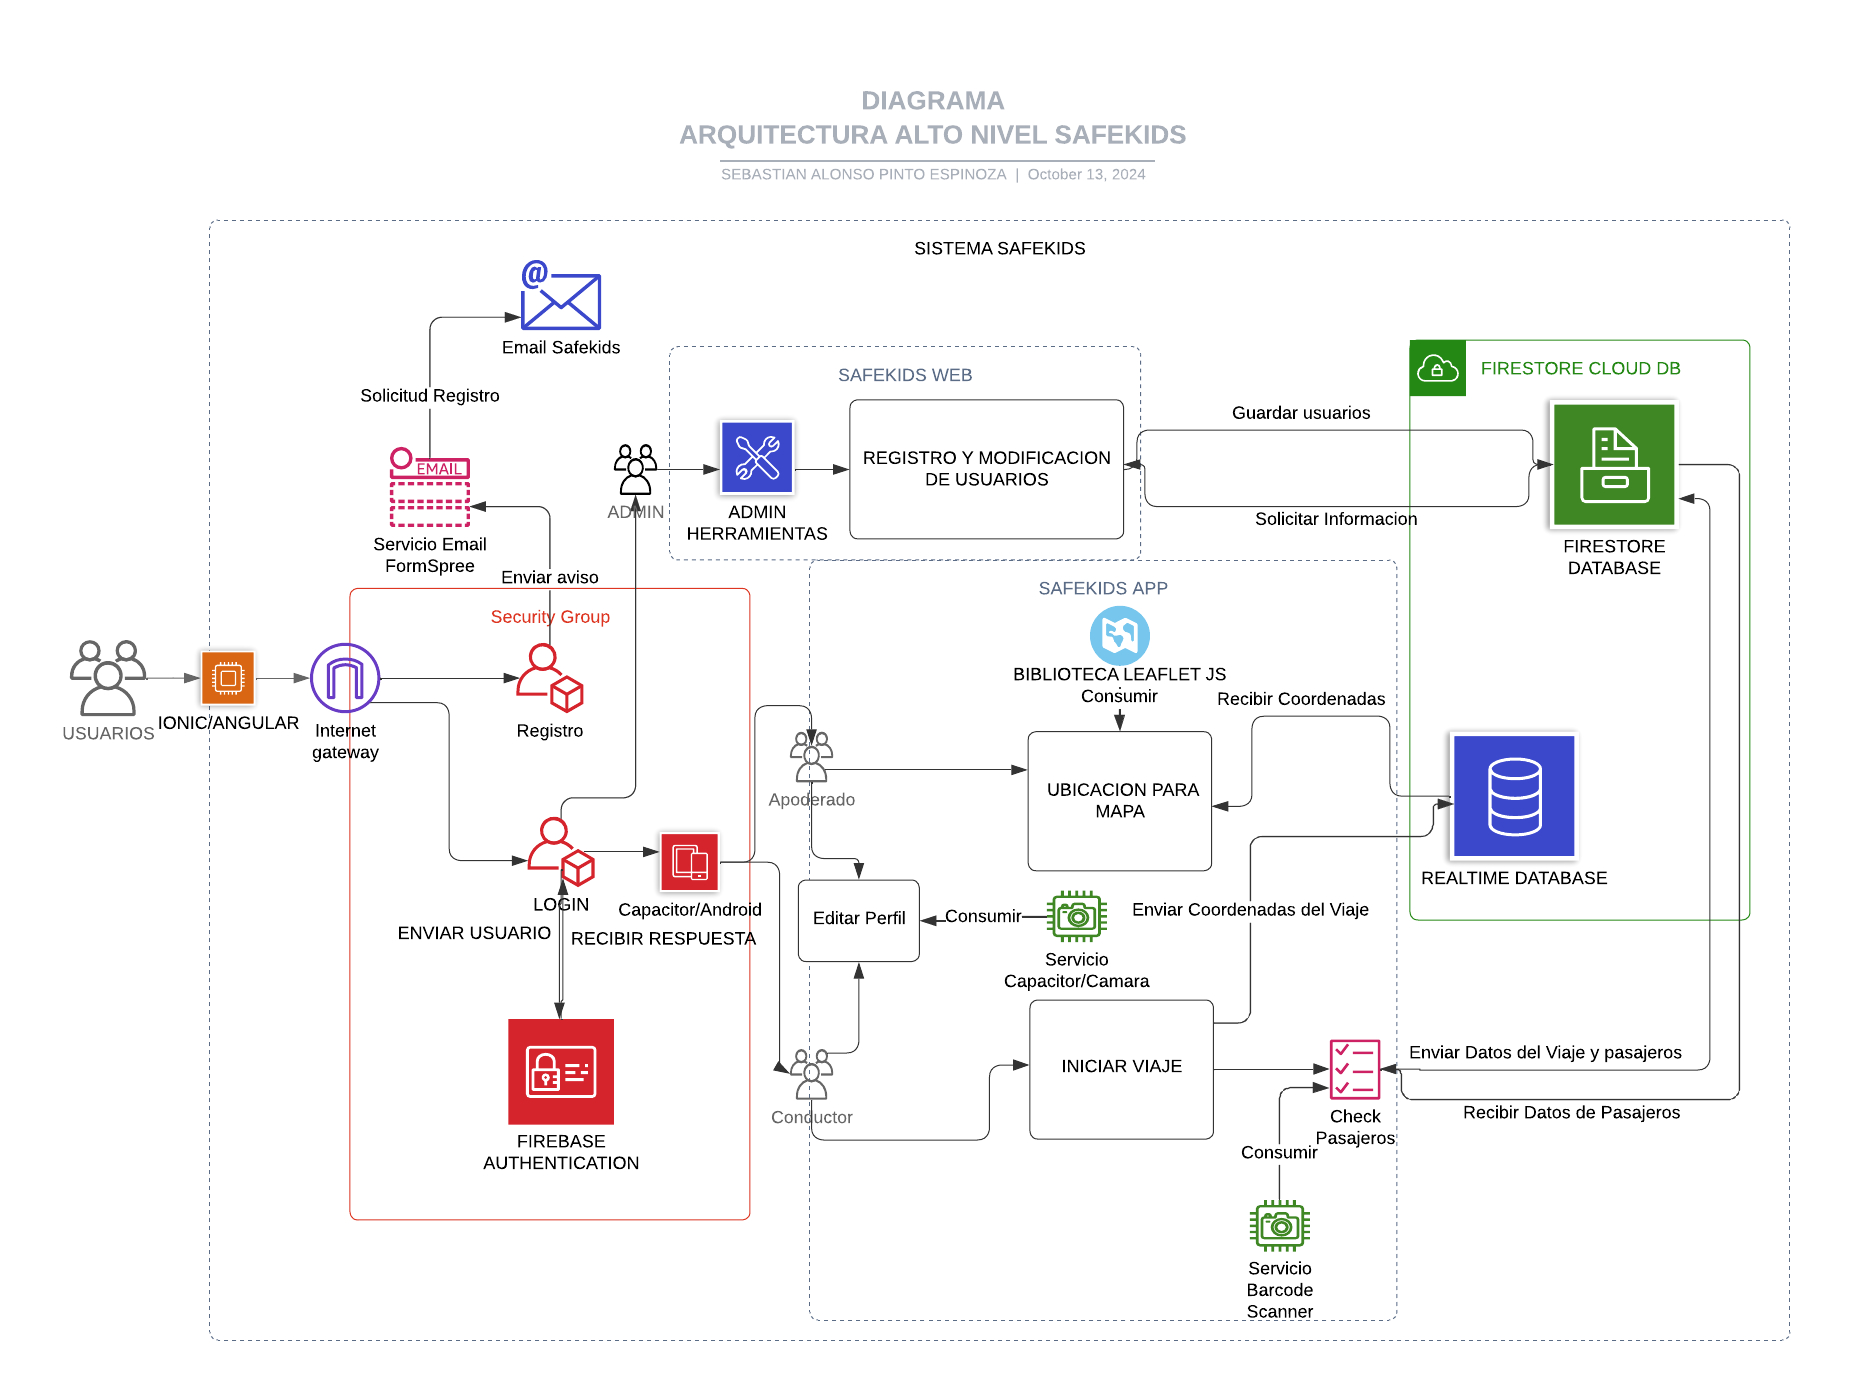 DIAGRAMA
ARQUITECTURA ALTO NIVEL SAFEKIDS
SEBASTIAN ALONSO PINTO ESPINOZA | October 13, 2024
SISTEMA SAFEKIDS
@
Email Safekids
Solicitud Registro
EMAIL
Servicio Email
FormSpree
Enviar aviso
SAFEKIDS WEB
ADMIN
ADMIN
HERRAMIENTAS
REGISTRO Y MODIFICACION
DE USUARIOS
Guardar usuarios
Solicitar Informacion
FIRESTORE CLOUD DB
FIRESTORE
DATABASE
Security Group
USUARIOS
IONIC/ANGULAR
Internet
gateway
Registro
LOGIN
Capacitor/Android
ENVIAR USUARIO
RECIBIR RESPUESTA
FIREBASE
AUTHENTICATION
SAFEKIDS APP
BIBLIOTECA LEAFLET JS
Consumir
Recibir Coordenadas
Apoderado
UBICACION PARA
MAPA
REALTIME DATABASE
Editar Perfil
Consumir
Servicio
Capacitor/Camara
Enviar Coordenadas del Viaje
Conductor
INICIAR VIAJE
Check
Pasajeros
Enviar Datos del Viaje y pasajeros
Recibir Datos de Pasajeros
Consumir
Servicio
Barcode
Scanner